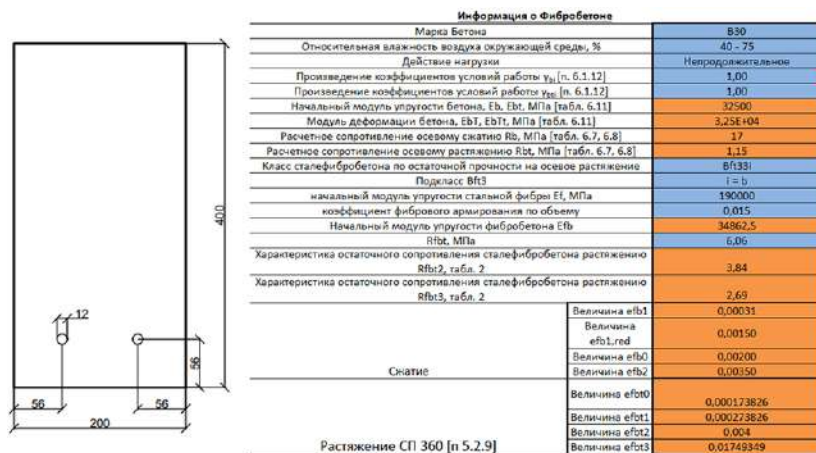 12
400
56
56
56
200
Информация о Фибробетоне
Марка Бетона B30
Относительная влажность воздуха окружающей среды, % 40 - 75
Действие нагрузки Непродолжительное
Произведение коэффициентов условий работы γbi [п. 6.1.12] 1,00
Произведение коэффициентов условий работы [п. 6.1.12] 1,00
Начальный модуль упругости бетона, Eb, Ebt, МПа [табл. 6.11] 32500
Модуль деформации бетона, EbT, EbTt, МПа [табл. 6.11] 3,25E+04
Расчетное сопротивление осевому сжатию Rb, МПа [табл. 6.7, 6.8] 17
Расчетное сопротивление осевому растяжению Rbt, МПа [табл. 6.7, 6.8] 1,15
Класс сталефибробетона по остаточной прочности на осевое растяжение Bft33i
Подкласс Bft3 i = b
начальный модуль упругости стальной фибры Ef, МПа 190000
коэффициент фибрового армирования по объему 0,015
Начальный модуль упругости фибробетона Efb 34862,5
Rfbt, МПа 6,06
Характеристика остаточного сопротивления сталефибробетона растяжению
Rfbt2, табл. 2 3,84
Характеристика остаточного сопротивления сталефибробетона растяжению
Rfbt3, табл. 2 2,69
Сжатие
Величина efb1 0,00031
Величина
efb1,red 0,00150
Величина efb0 0,00200
Величина efb2 0,00350
Растяжение СП 360 [п 5.2.9]
Величина efbt0 0,000173826
Величина efbt1 0,000273826
Величина efbt2 0,004
Величина efbt3 0,01749349